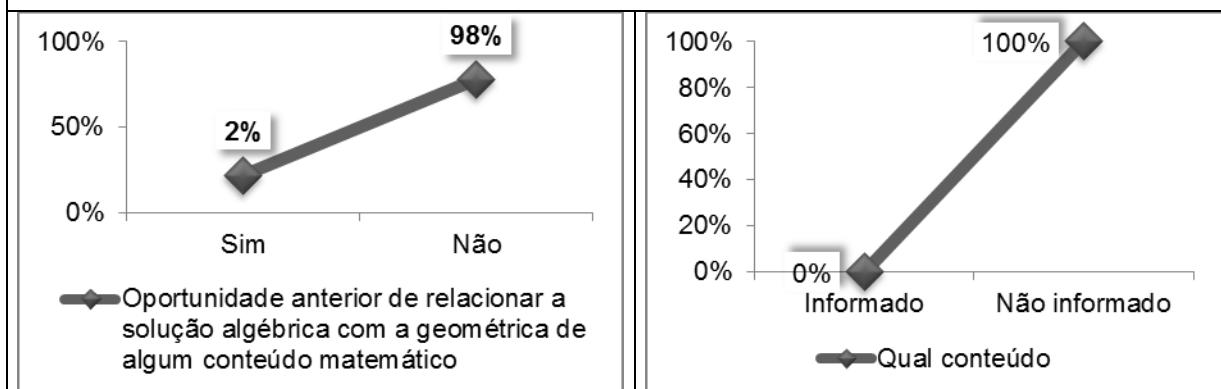 100%
98%
50%
2%
0%
Sim
Não
Oportunidade anterior de relacionar a
solução algébrica com a geométrica de
algum conteúdo matemático
100%
100%
80%
60%
40%
20%
0%
0%
Informado
Não informado
Qual conteúdo